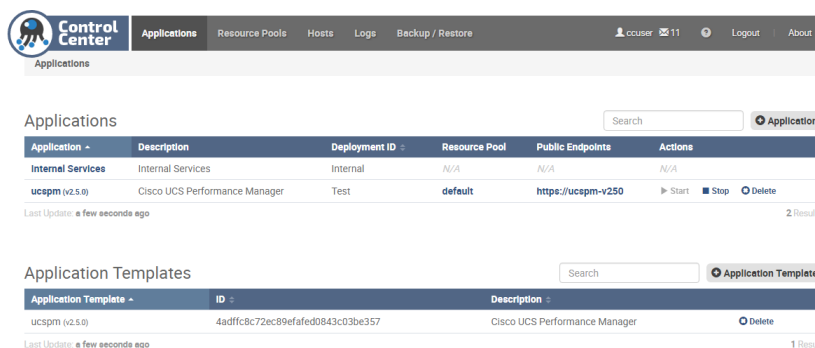 Control Center
Applications Resource Pools Hosts Logs Backup / Restore ccuser 11 Logout About
Applications
Applications Search Application
Application Description Deployment ID Resource Pool Public Endpoints Actions
Internal Services Internal Services Internal N/A N/A N/A
ucspm (v2.5.0) Cisco UCS Performance Manager Test default https://ucspm-v250 Start Stop Delete
Last Update: a few seconds ago 2 Resul
Application Templates Search Application Template
Application Template ID Description
ucspm (v2.5.0) 4adffc8c72ec89efafed0843c03be357 Cisco UCS Performance Manager Delete
Last Update: a few seconds ago 1 Resu